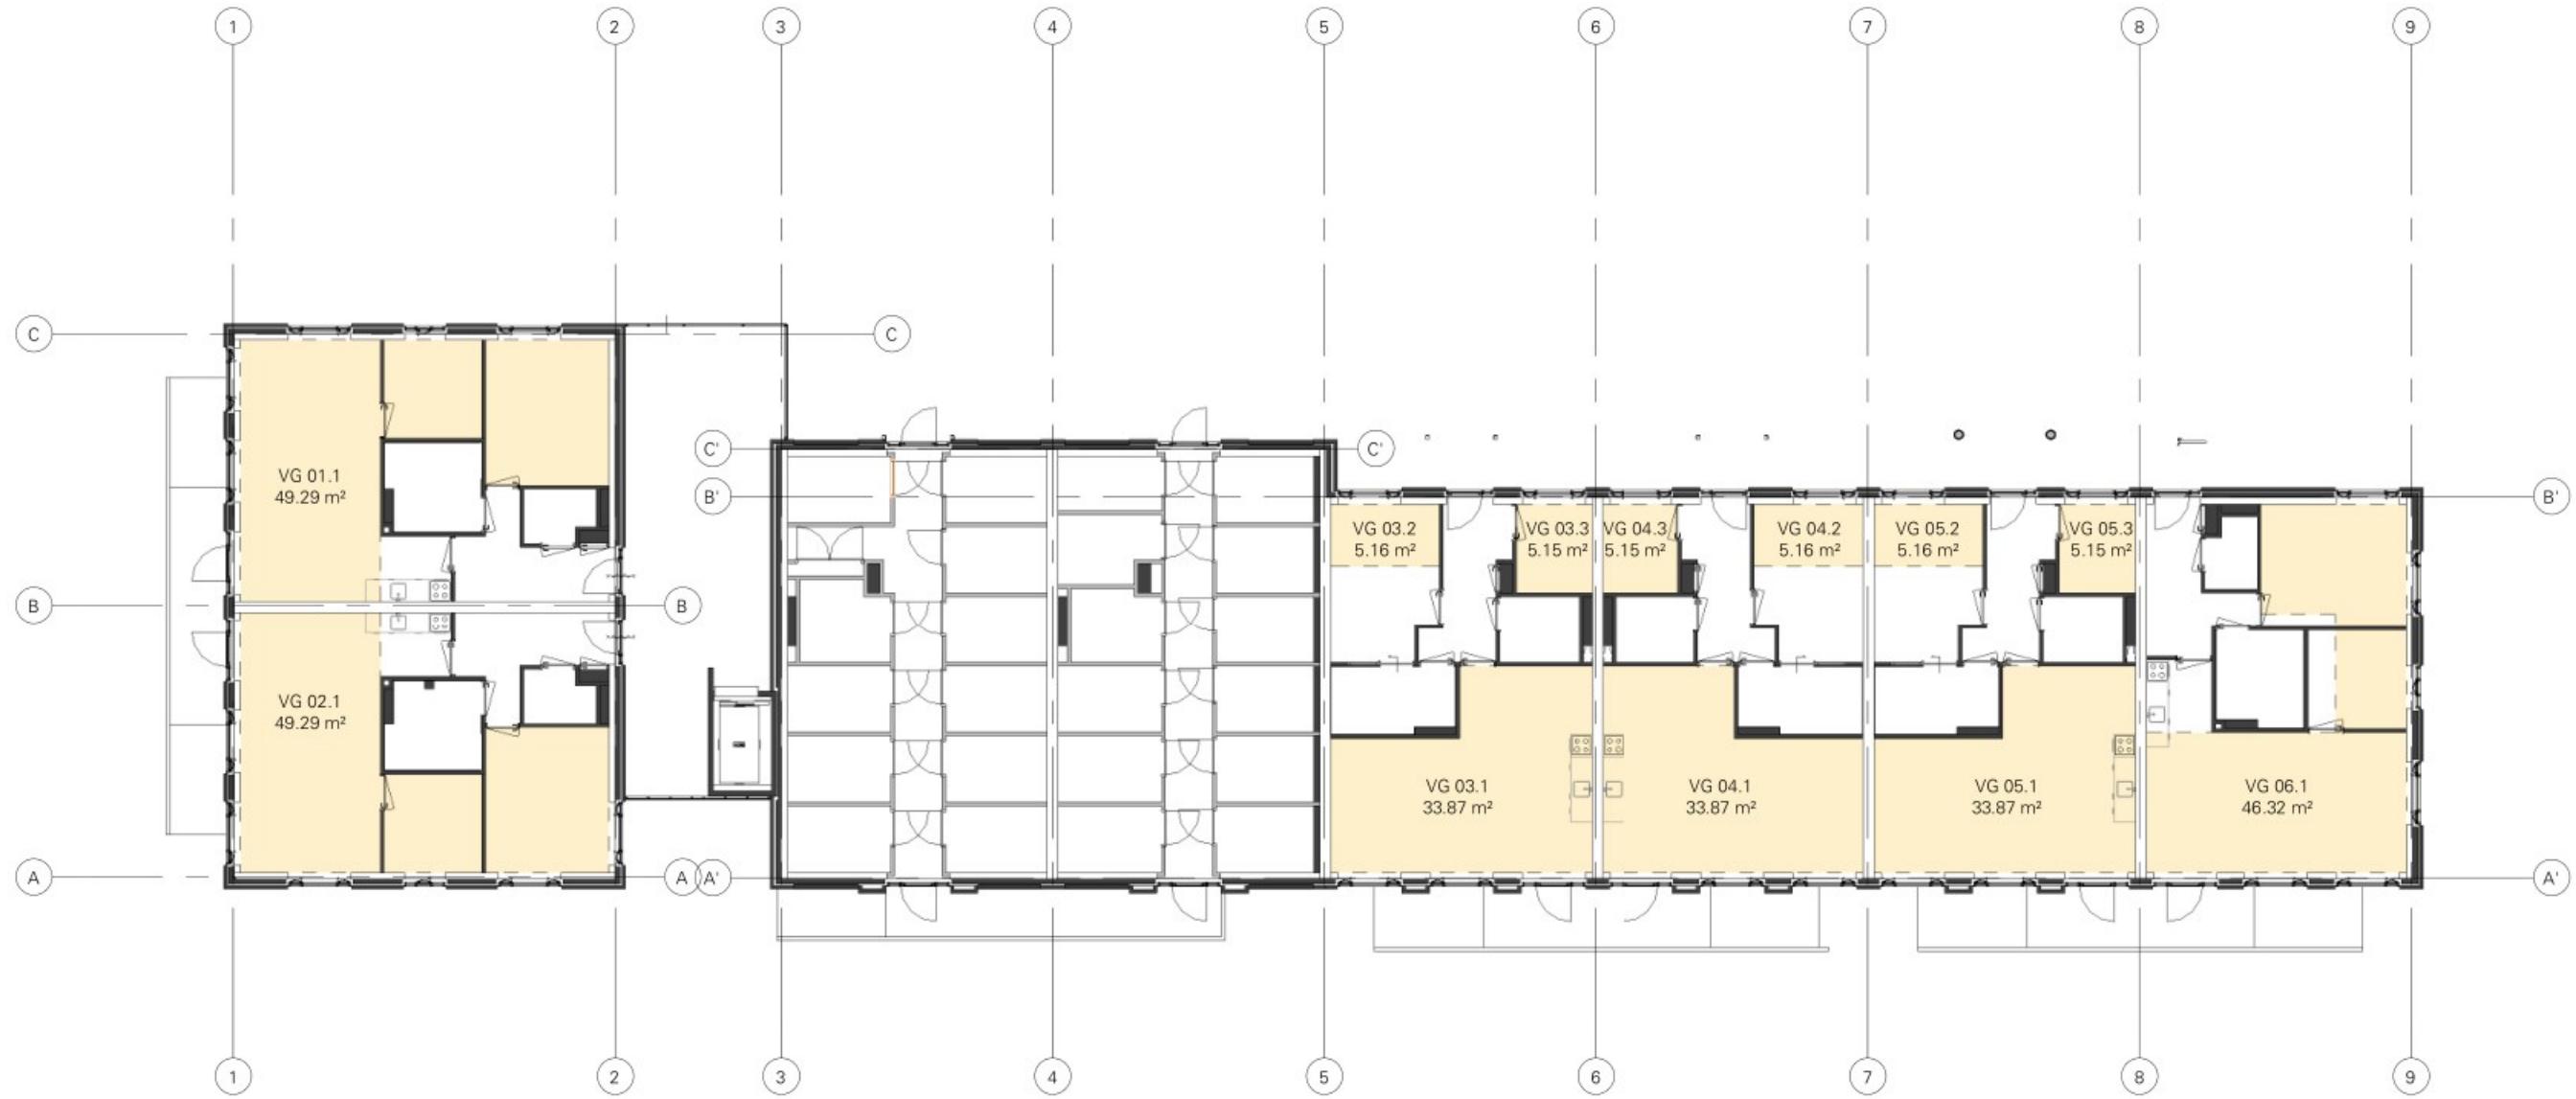 1 2 3 4 5 6 7 8 9
C C
C' C'
B' B'
VG 01.1
49.29 m²
VG 03.2
5.16 m²
VG 03.3
5.15 m²
VG 04.3
5.15 m²
VG 04.2
5.16 m²
VG 05.2
5.16 m²
VG 05.3
5.15 m²
B B
VG 02.1
49.29 m²
VG 03.1
33.87 m²
VG 04.1
33.87 m²
VG 05.1
33.87 m²
VG 06.1
46.32 m²
A A A' A'
1 2 3 4 5 6 7 8 9